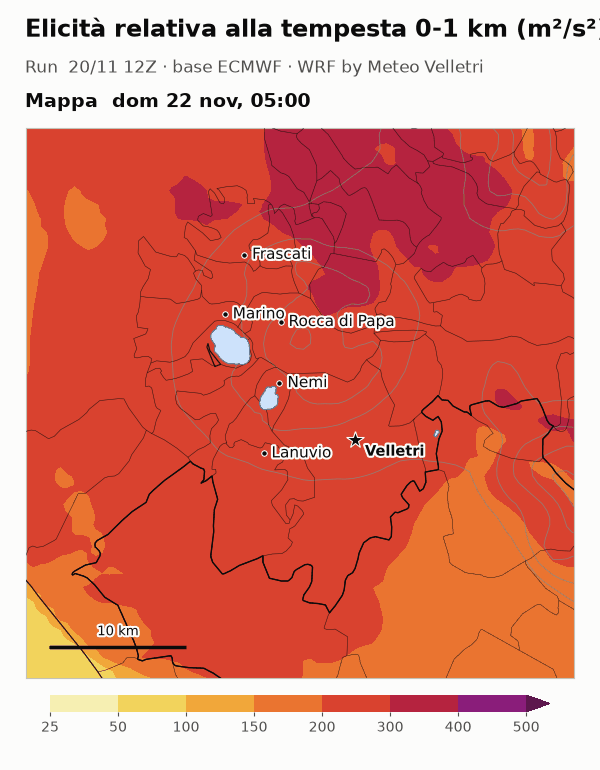 Elicità relativa alla tempesta 0-1 km (m²/s²)
Run  20/11 12Z · base ECMWF · WRF by Meteo Velletri
Mappa  dom 22 nov, 05:00
Frascati
Marino
Rocca di Papa
Nemi
Velletri
Lanuvio
10 km
25 50 100 150 200 300 400 500